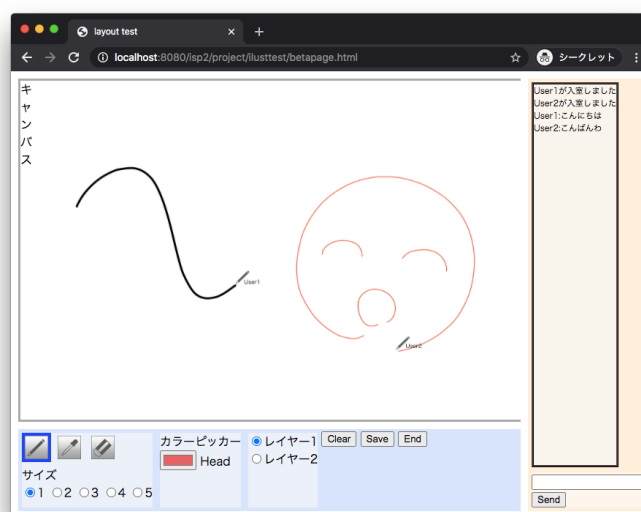 layout test
localhost:8080/isp2/project/ilusttest/betapage.html
シークレット
キャンバス
User1
User2
User1が入室しました
User2が入室しました
User1:こんにちは
User2:こんばんわ
サイズ
1 2 3 4 5
カラーピッカー
Head
レイヤー1
レイヤー2
Clear Save End
Send